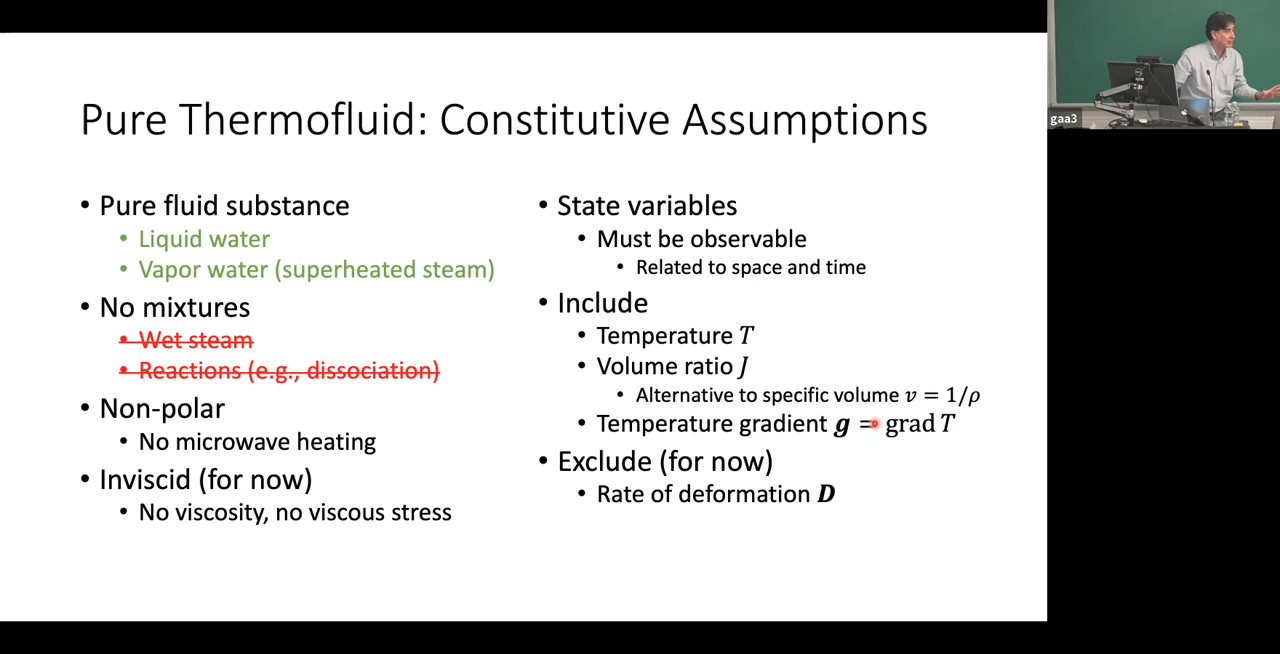 Pure Thermofluid: Constitutive Assumptions
• Pure fluid substance
• Liquid water
• Vapor water (superheated steam)
• No mixtures
• Wet steam
• Reactions (e.g., dissociation)
• Non-polar
• No microwave heating
• Inviscid (for now)
• No viscosity, no viscous stress
• State variables
• Must be observable
• Related to space and time
• Include
• Temperature T
• Volume ratio J
• Alternative to specific volume v = 1/ρ
• Temperature gradient g = grad T
• Exclude (for now)
• Rate of deformation D
gaa3